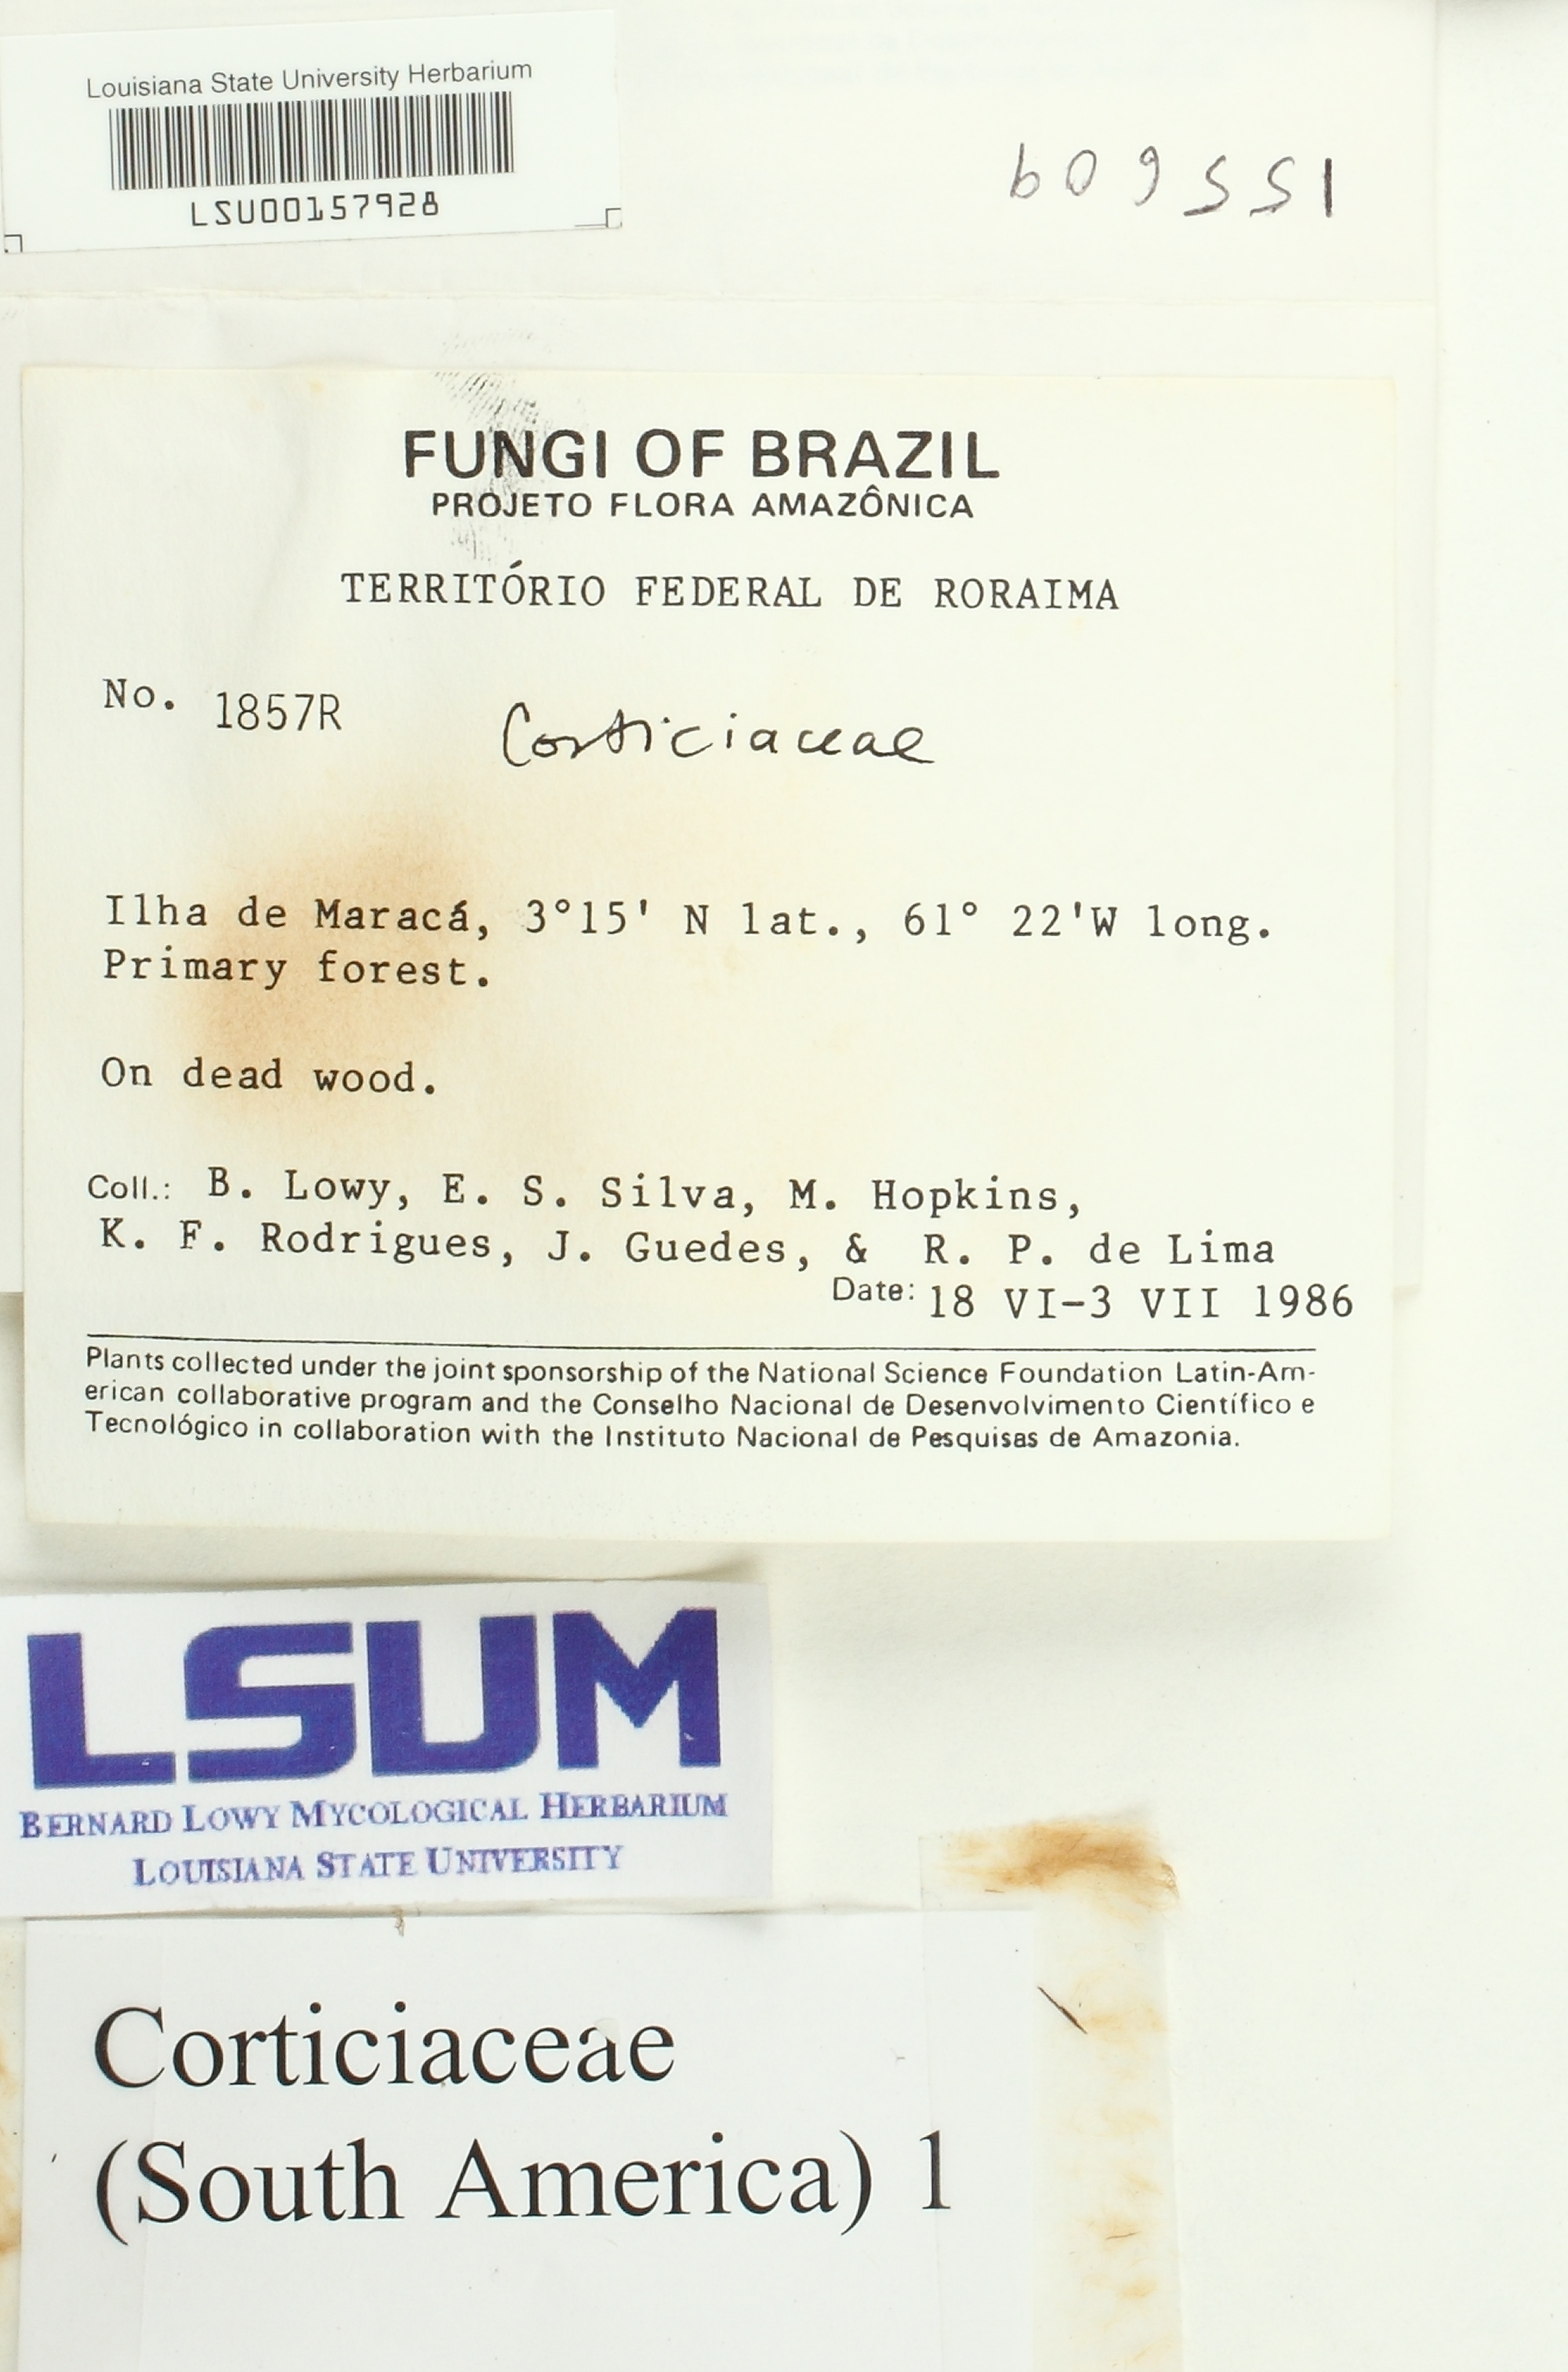 Louisiana State University Herbarium
LSU00157928
155609
FUNGI OF BRAZIL
PROJETO FLORA AMAZÔNICA
TERRITÓRIO FEDERAL DE RORAIMA
No. 1857R Corticiaceae
Ilha de Maracá, 3°15' N lat., 61° 22'W long.
Primary forest.
On dead wood.
Coll.: B. Lowy, E. S. Silva, M. Hopkins,
K. F. Rodrigues, J. Guedes, & R. P. de Lima
Date: 18 VI-3 VII 1986
Plants collected under the joint sponsorship of the National Science Foundation Latin-Am-
erican collaborative program and the Conselho Nacional de Desenvolvimento Científico e
Tecnológico in collaboration with the Instituto Nacional de Pesquisas de Amazonia.
LSUM
BERNARD LOWY MYCOLOGICAL HERBARIUM
LOUISIANA STATE UNIVERSITY
Corticiaceae
(South America) 1